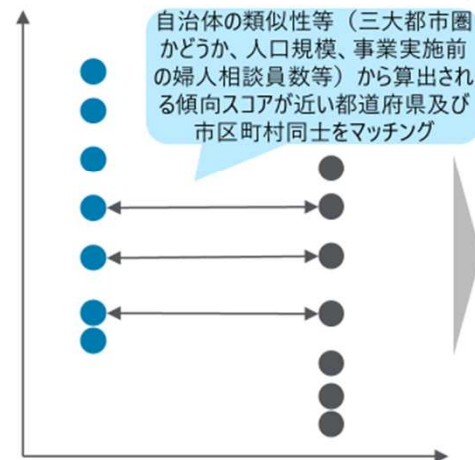 自治体の類似性等（三大都市圏
かどうか、人口規模、事業実施前
の婦人相談員数等）から算出され
る傾向スコアが近い都道府県及び
市区町村同士をマッチング